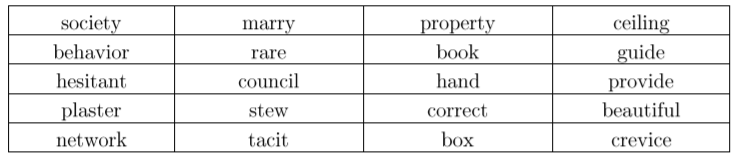 society marry property ceiling
behavior rare book guide
hesitant council hand provide
plaster stew correct beautiful
network tacit box crevice